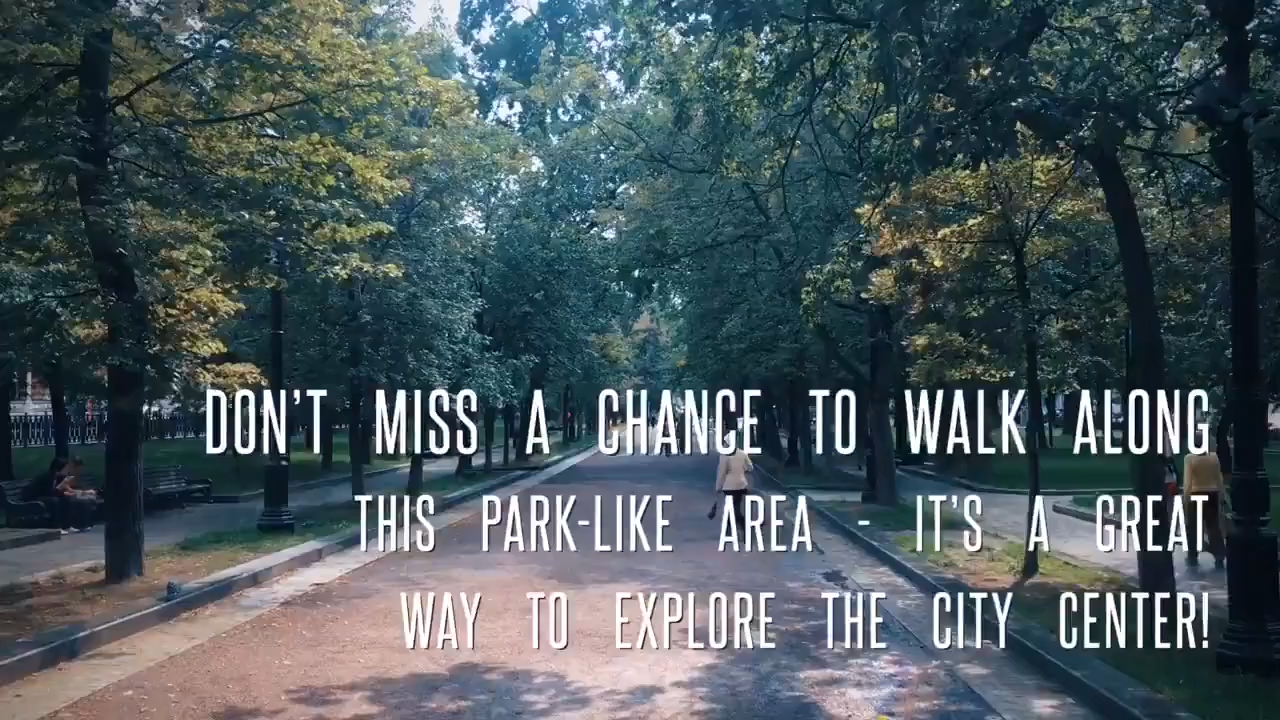 DON'T MISS A CHANCE TO WALK ALONG
THIS PARK-LIKE AREA - IT'S A GREAT
WAY TO EXPLORE THE CITY CENTER!